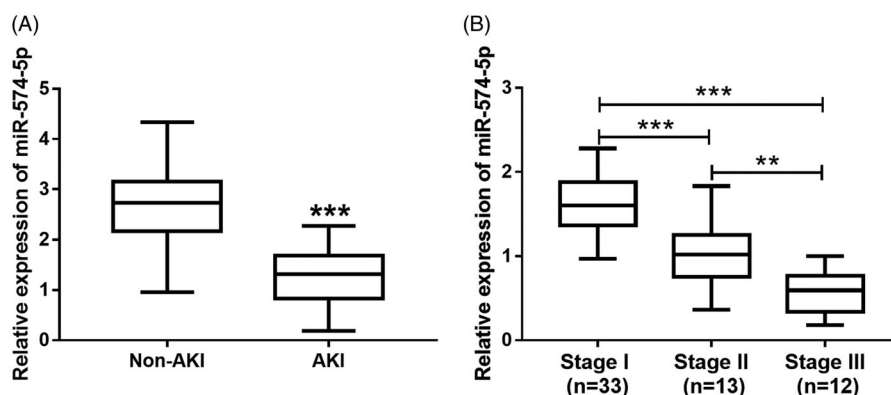 (A)
Relative expression of miR-574-5p
5
4
3
2
1
0
***
Non-AKI
AKI
(B)
Relative expression of miR-574-5p
3
2
1
0
***
***
**
Stage I
(n=33)
Stage II
(n=13)
Stage III
(n=12)